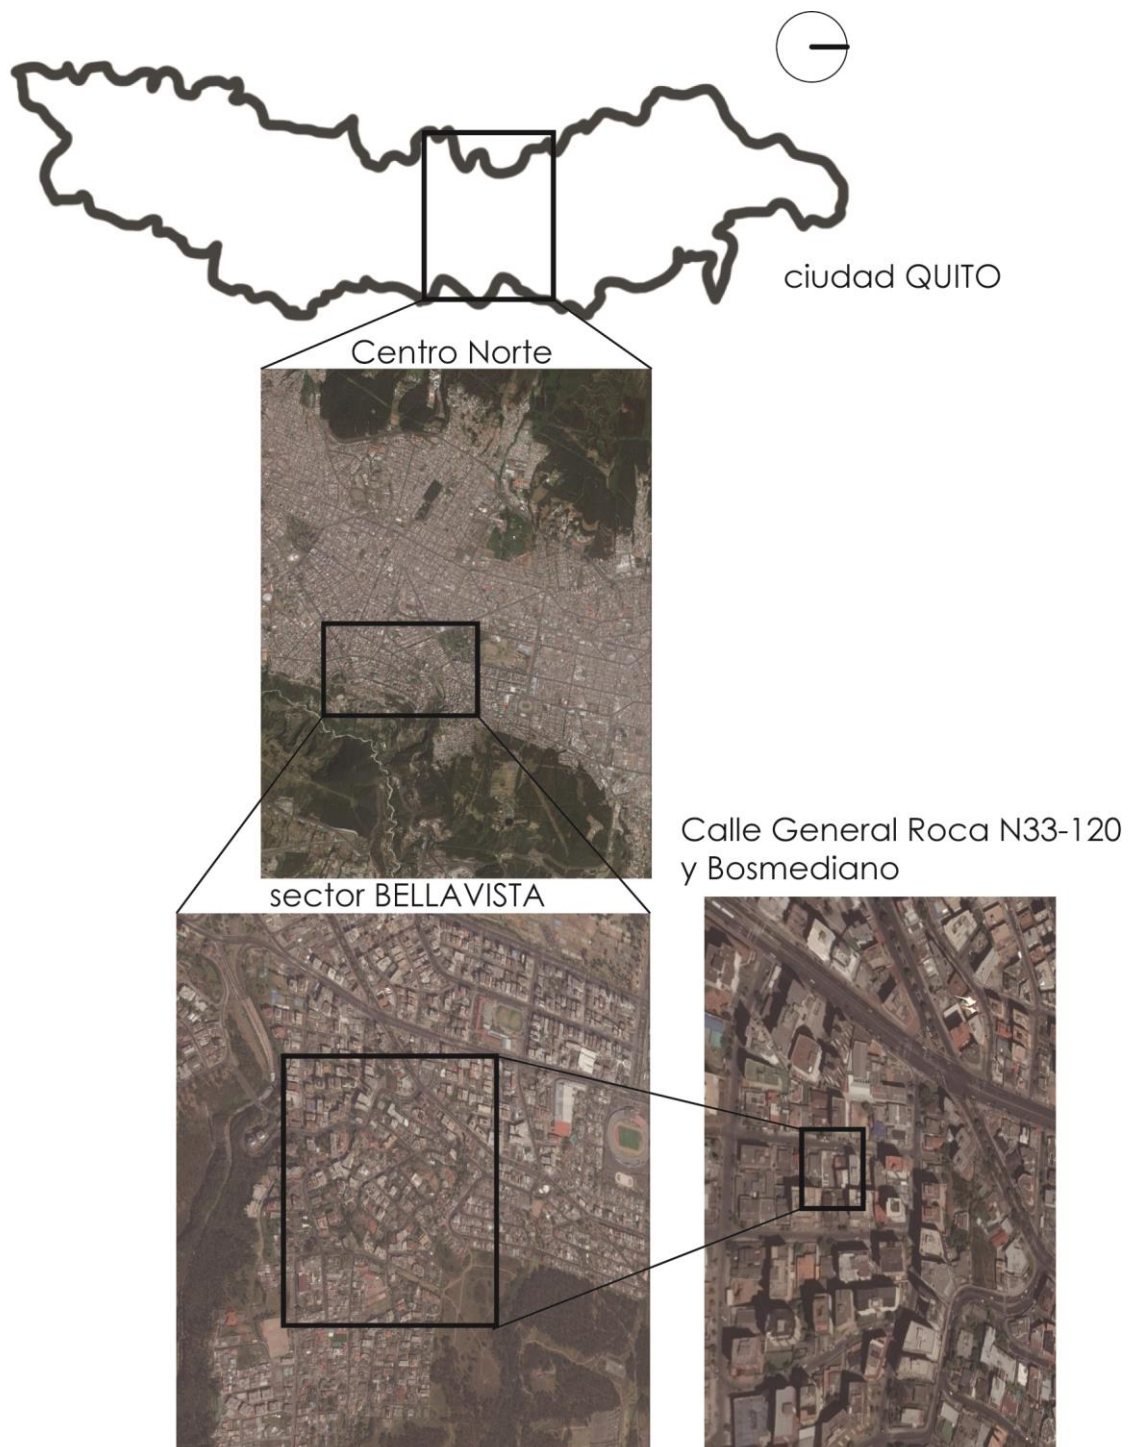 ciudad QUITO
Centro Norte
Calle General Roca N33-120
y Bosmediano
sector BELLAVISTA